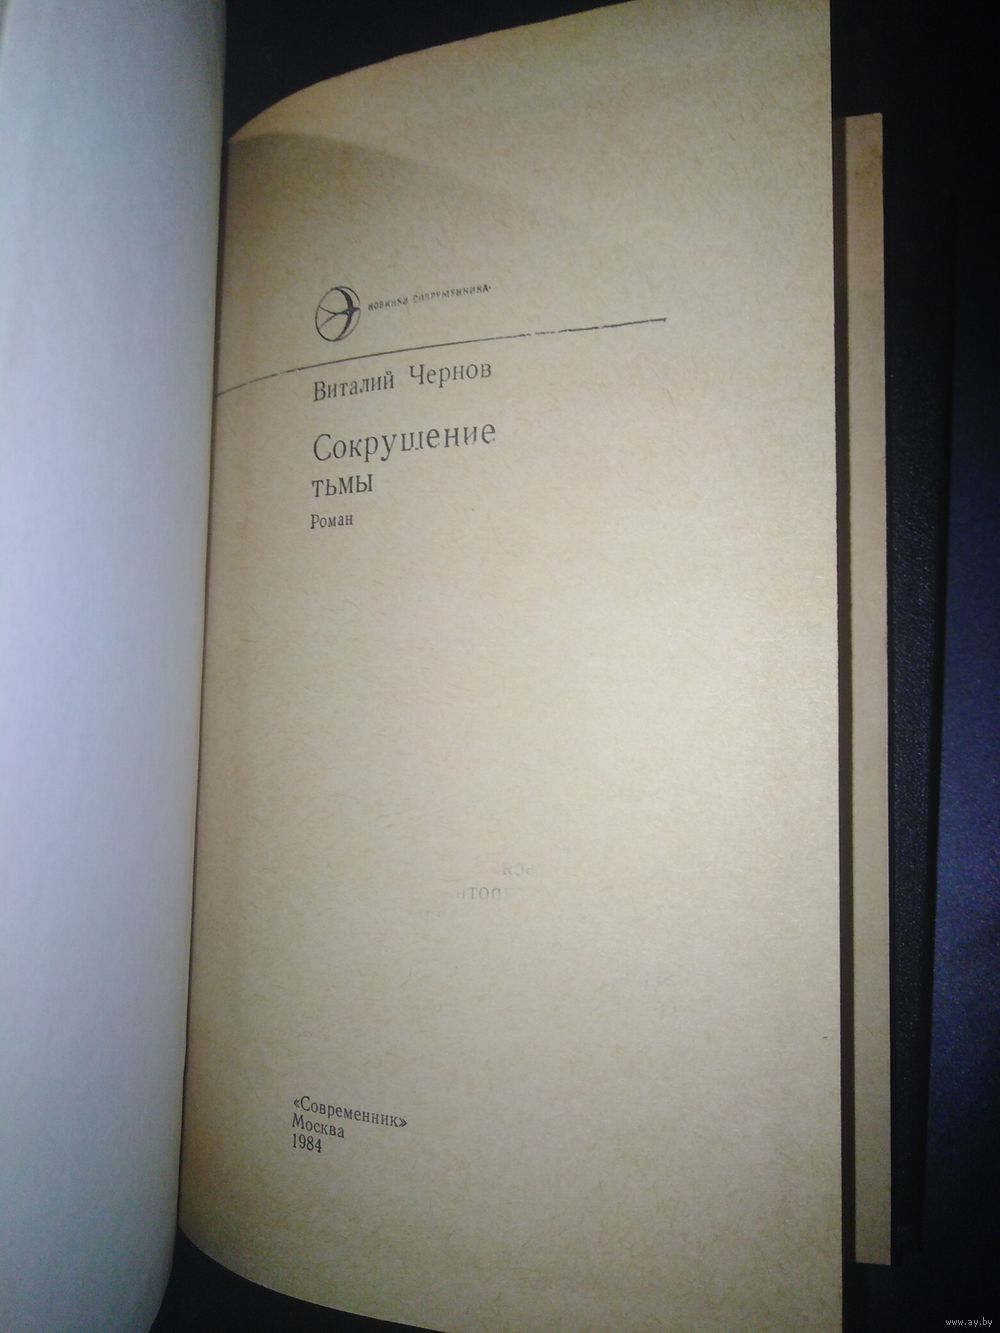 НОВИНКИ СОВРЕМЕННИКА·
Виталий Чернов
Сокрушение
тьмы
Роман
«Современник»
Москва
1984
www.ay.by